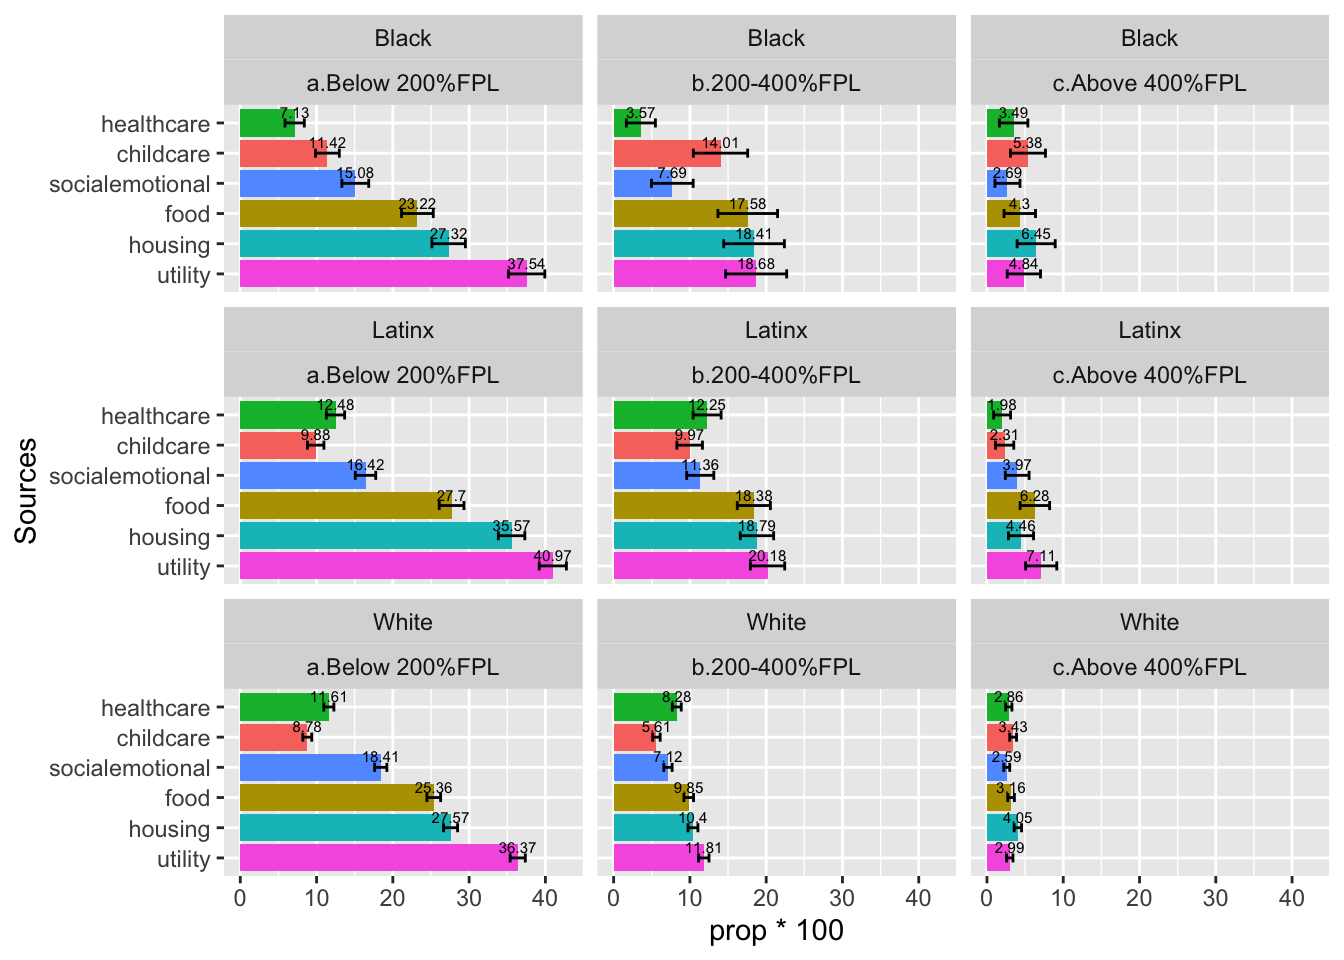 Black Black Black
a.Below 200%FPL b.200-400%FPL c.Above 400%FPL
healthcare 7.13 3.57 3.49
childcare 11.42 14.01 5.38
socialemotional 15.08 7.69 2.69
food 23.22 17.58 4.3
housing 27.32 18.41 6.45
utility 37.54 18.68 4.84
Latinx Latinx Latinx
a.Below 200%FPL b.200-400%FPL c.Above 400%FPL
healthcare 12.48 12.25 1.98
childcare 9.88 9.97 2.31
socialemotional 16.42 11.36 3.97
food 27.7 18.38 6.28
housing 35.57 18.79 4.46
utility 40.97 20.18 7.11
Sources
White White White
a.Below 200%FPL b.200-400%FPL c.Above 400%FPL
healthcare 11.61 8.28 2.86
childcare 8.78 5.61 3.43
socialemotional 18.41 7.12 2.59
food 25.36 9.85 3.16
housing 27.57 10.4 4.05
utility 36.37 11.81 2.99
0 10 20 30 40 0 10 20 30 40 0 10 20 30 40
prop * 100